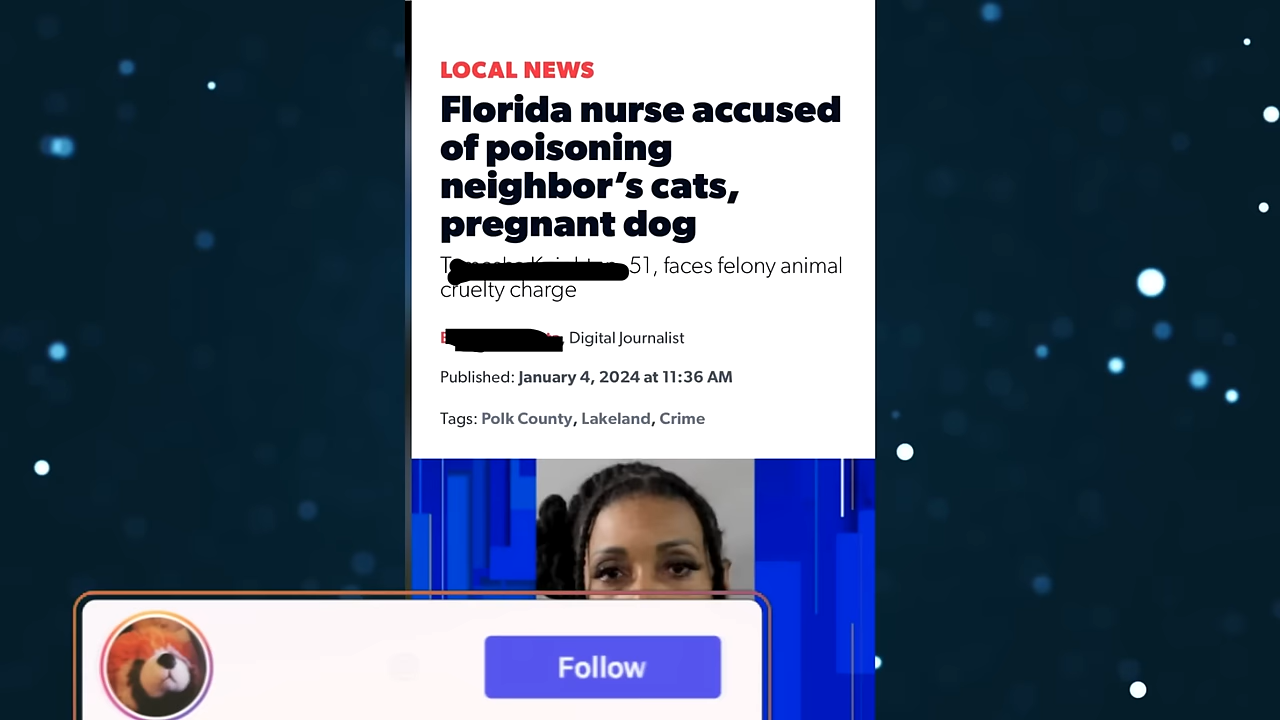 LOCAL NEWS
Florida nurse accused
of poisoning
neighbor's cats,
pregnant dog
51, faces felony animal
cruelty charge
, Digital Journalist
Published: January 4, 2024 at 11:36 AM
Tags: Polk County, Lakeland, Crime
Follow